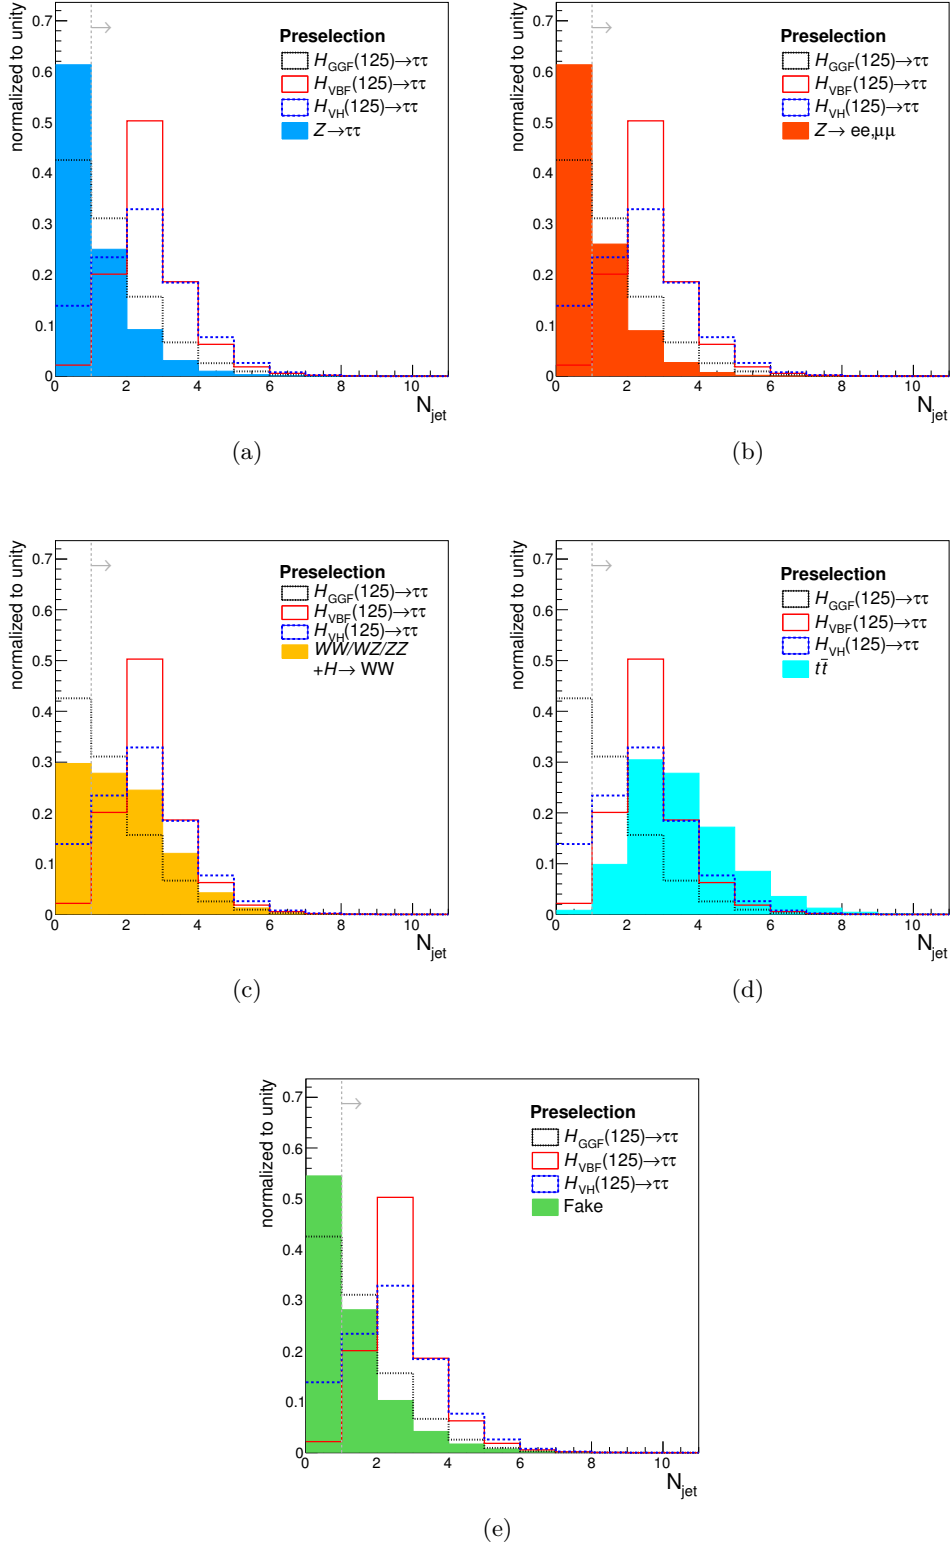 normalized to unity
0.7
0.6
0.5
0.4
0.3
0.2
0.1
0
Preselection
H_GGF(125)→ττ
H_VBF(125)→ττ
H_VH(125)→ττ
Z→ττ
0 2 4 6 8 10
N_jet
(a)
normalized to unity
0.7
0.6
0.5
0.4
0.3
0.2
0.1
0
Preselection
H_GGF(125)→ττ
H_VBF(125)→ττ
H_VH(125)→ττ
Z→ ee,μμ
0 2 4 6 8 10
N_jet
(b)
normalized to unity
0.7
0.6
0.5
0.4
0.3
0.2
0.1
0
Preselection
H_GGF(125)→ττ
H_VBF(125)→ττ
H_VH(125)→ττ
WW/WZ/ZZ
+H→ WW
0 2 4 6 8 10
N_jet
(c)
normalized to unity
0.7
0.6
0.5
0.4
0.3
0.2
0.1
0
Preselection
H_GGF(125)→ττ
H_VBF(125)→ττ
H_VH(125)→ττ
tt̄
0 2 4 6 8 10
N_jet
(d)
normalized to unity
0.7
0.6
0.5
0.4
0.3
0.2
0.1
0
Preselection
H_GGF(125)→ττ
H_VBF(125)→ττ
H_VH(125)→ττ
Fake
0 2 4 6 8 10
N_jet
(e)